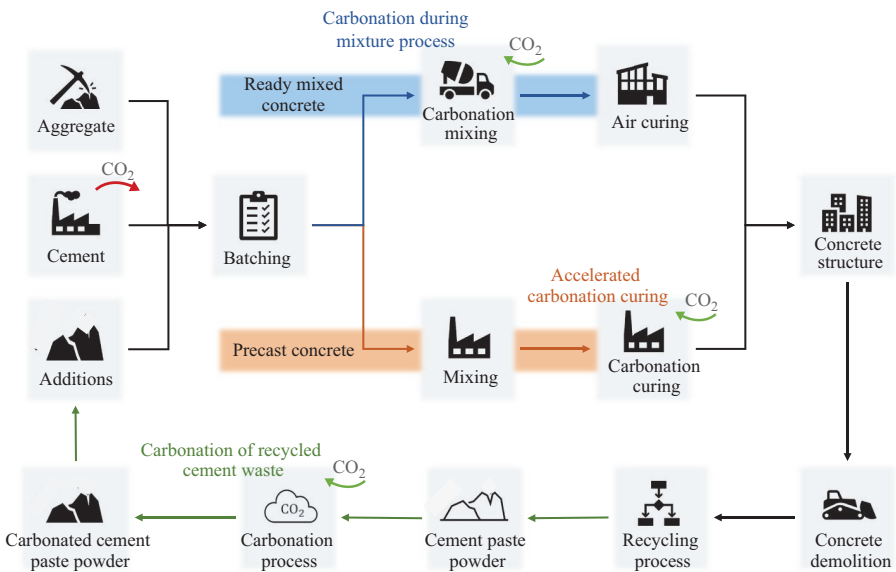 Carbonation during
mixture process
CO₂
Ready mixed
concrete
Aggregate
Carbonation
mixing
Air curing
CO₂
Cement
Batching
Concrete
structure
Accelerated
carbonation curing
CO₂
Precast concrete
Additions
Mixing
Carbonation
curing
Carbonation of recycled
cement waste
CO₂
CO₂
Carbonated cement
paste powder
Carbonation
process
Cement paste
powder
Recycling
process
Concrete
demolition